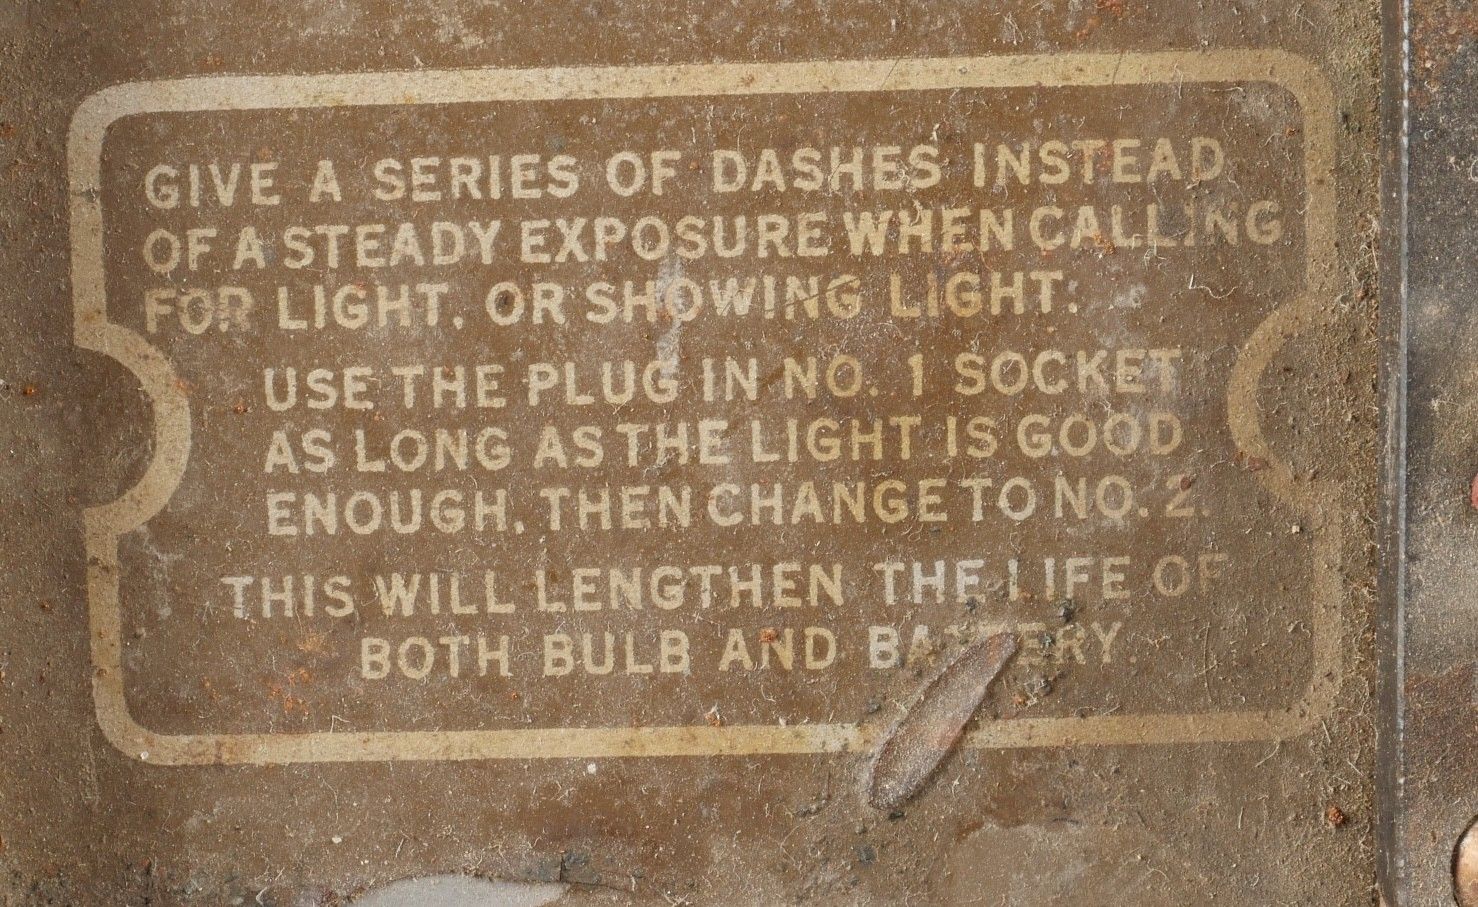 GIVE A SERIES OF DASHES INSTEAD
OF A STEADY EXPOSURE WHEN CALLING
FOR LIGHT, OR SHOWING LIGHT.
USE THE PLUG IN NO. 1 SOCKET
AS LONG AS THE LIGHT IS GOOD
ENOUGH. THEN CHANGE TO NO. 2.
THIS WILL LENGTHEN THE LIFE OF
BOTH BULB AND BATTERY.